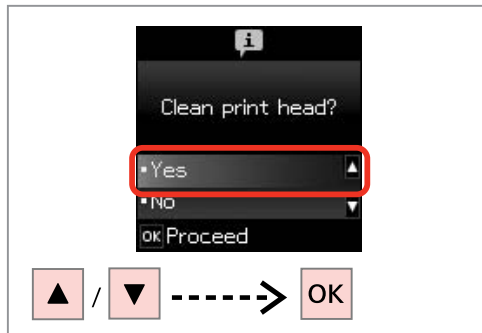 i
Clean print head?
▪Yes ▲
▪No ▼
OK Proceed
▲ / ▼ -----> OK